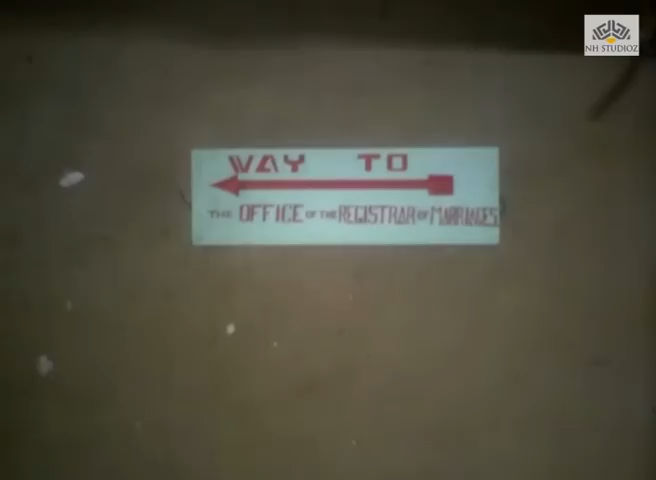 NH STUDIOZ
WAY TO
THE OFFICE OF THE REGISTRAR OF MARRIAGES